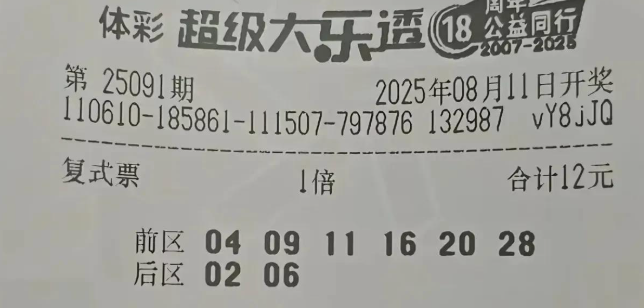 体彩 超级大乐透 18 周年 公益同行 2007-2025
第 25091期 2025年08月11日开奖
110610-185861-111507-797876 132987 vY8jJQ
复式票 1倍 合计12元
前区 04 09 11 16 20 28
后区 02 06